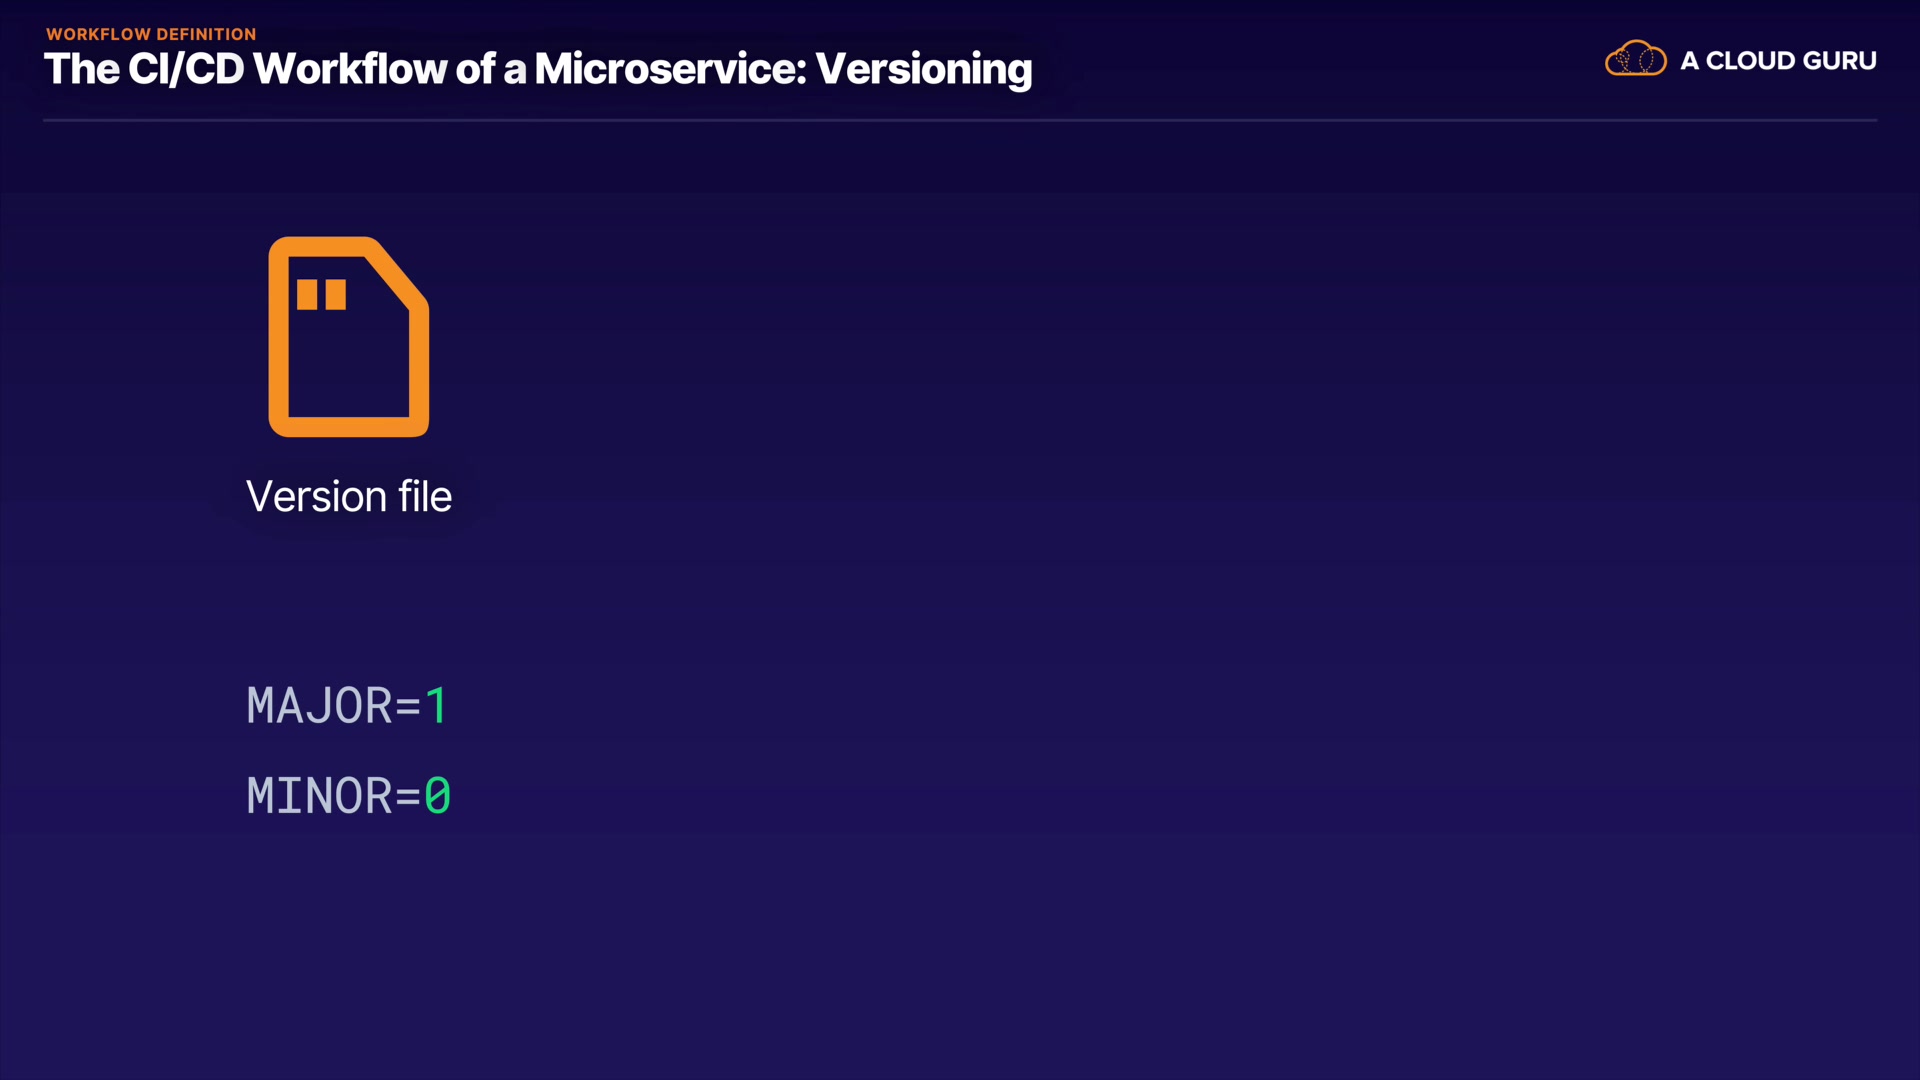 WORKFLOW DEFINITION
The CI/CD Workflow of a Microservice: Versioning
A CLOUD GURU
Version file
MAJOR=1
MINOR=0